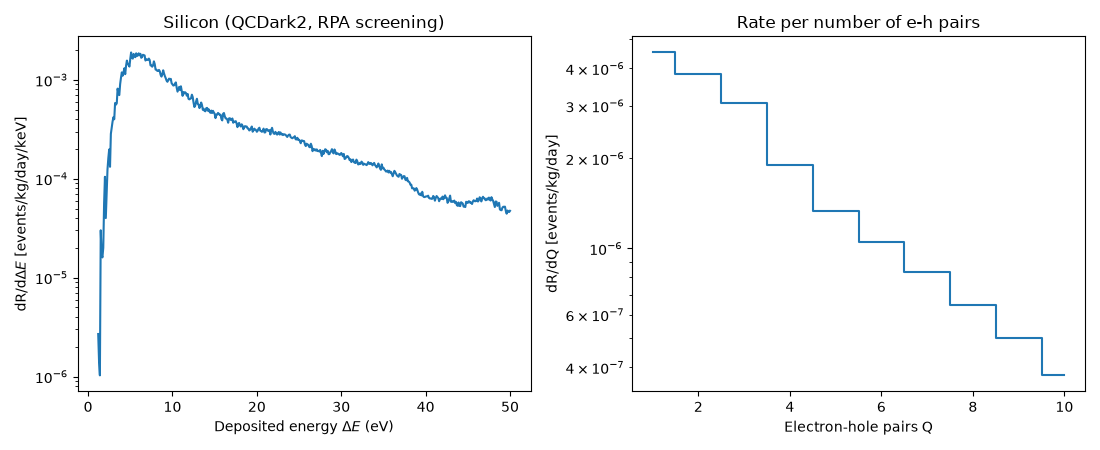 Silicon (QCDark2, RPA screening)
dR/dΔE [events/kg/day/keV]
10⁻³
10⁻⁴
10⁻⁵
10⁻⁶
0 10 20 30 40 50
Deposited energy ΔE (eV)
Rate per number of e-h pairs
dR/dQ [events/kg/day]
4 × 10⁻⁶
3 × 10⁻⁶
2 × 10⁻⁶
10⁻⁶
6 × 10⁻⁷
4 × 10⁻⁷
2 4 6 8 10
Electron-hole pairs Q